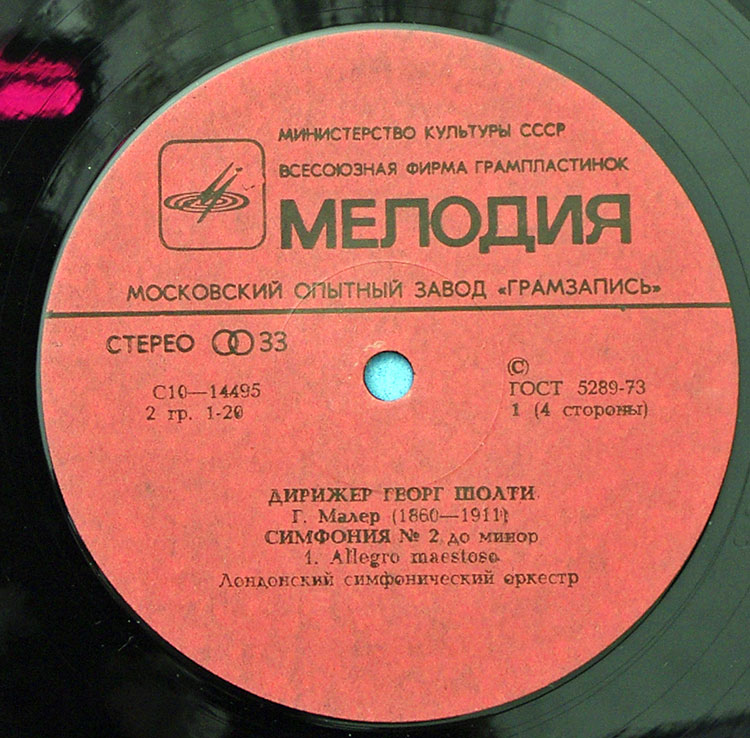 МИНИСТЕРСТВО КУЛЬТУРЫ СССР
ВСЕСОЮЗНАЯ ФИРМА ГРАМПЛАСТИНОК
МЕЛОДИЯ
МОСКОВСКИЙ ОПЫТНЫЙ ЗАВОД «ГРАМЗАПИСЬ»
СТЕРЕО 33
С10—14495
2 гр. 1-20
(С)
ГОСТ 5289-73
1 (4 стороны)
ДИРИЖЕР ГЕОРГ ШОЛТИ
Г. Малер (1860—1911)
СИМФОНИЯ № 2 до минор
1. Allegro maestoso
Лондонский симфонический оркестр